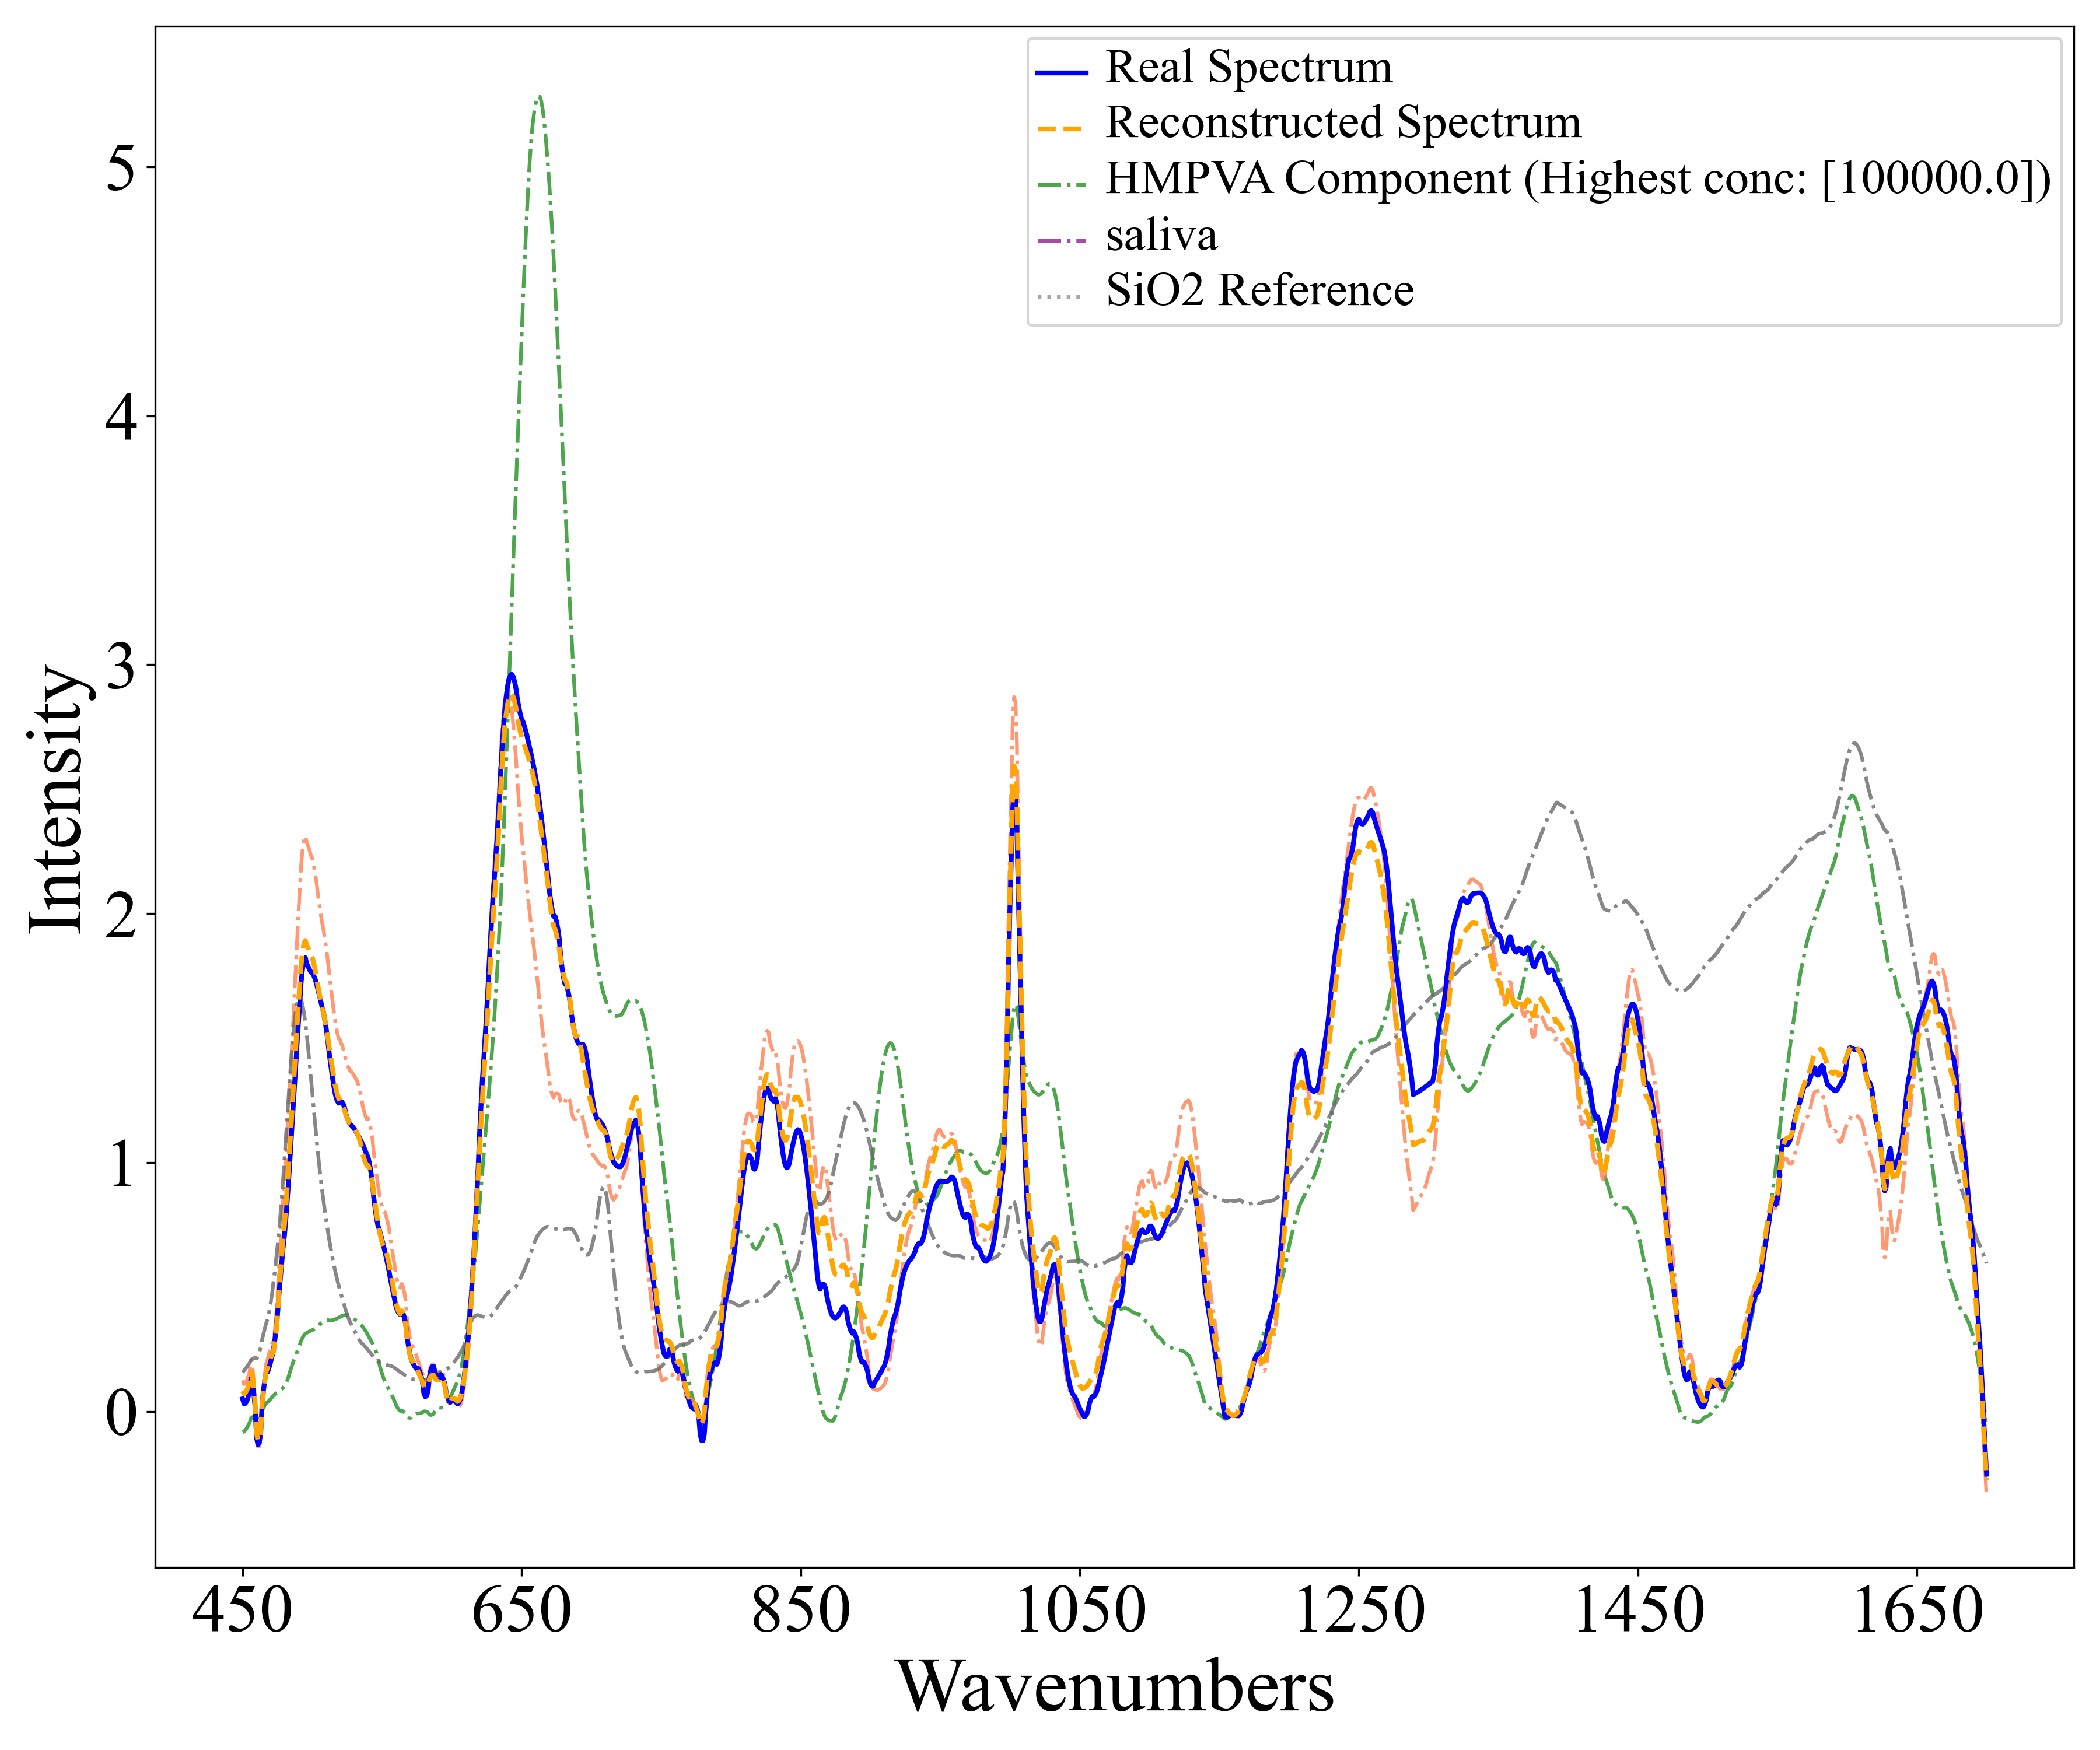 Real Spectrum
Reconstructed Spectrum
HMPVA Component (Highest conc: [100000.0])
saliva
SiO2 Reference
Intensity
5
4
3
2
1
0
450 650 850 1050 1250 1450 1650
Wavenumbers